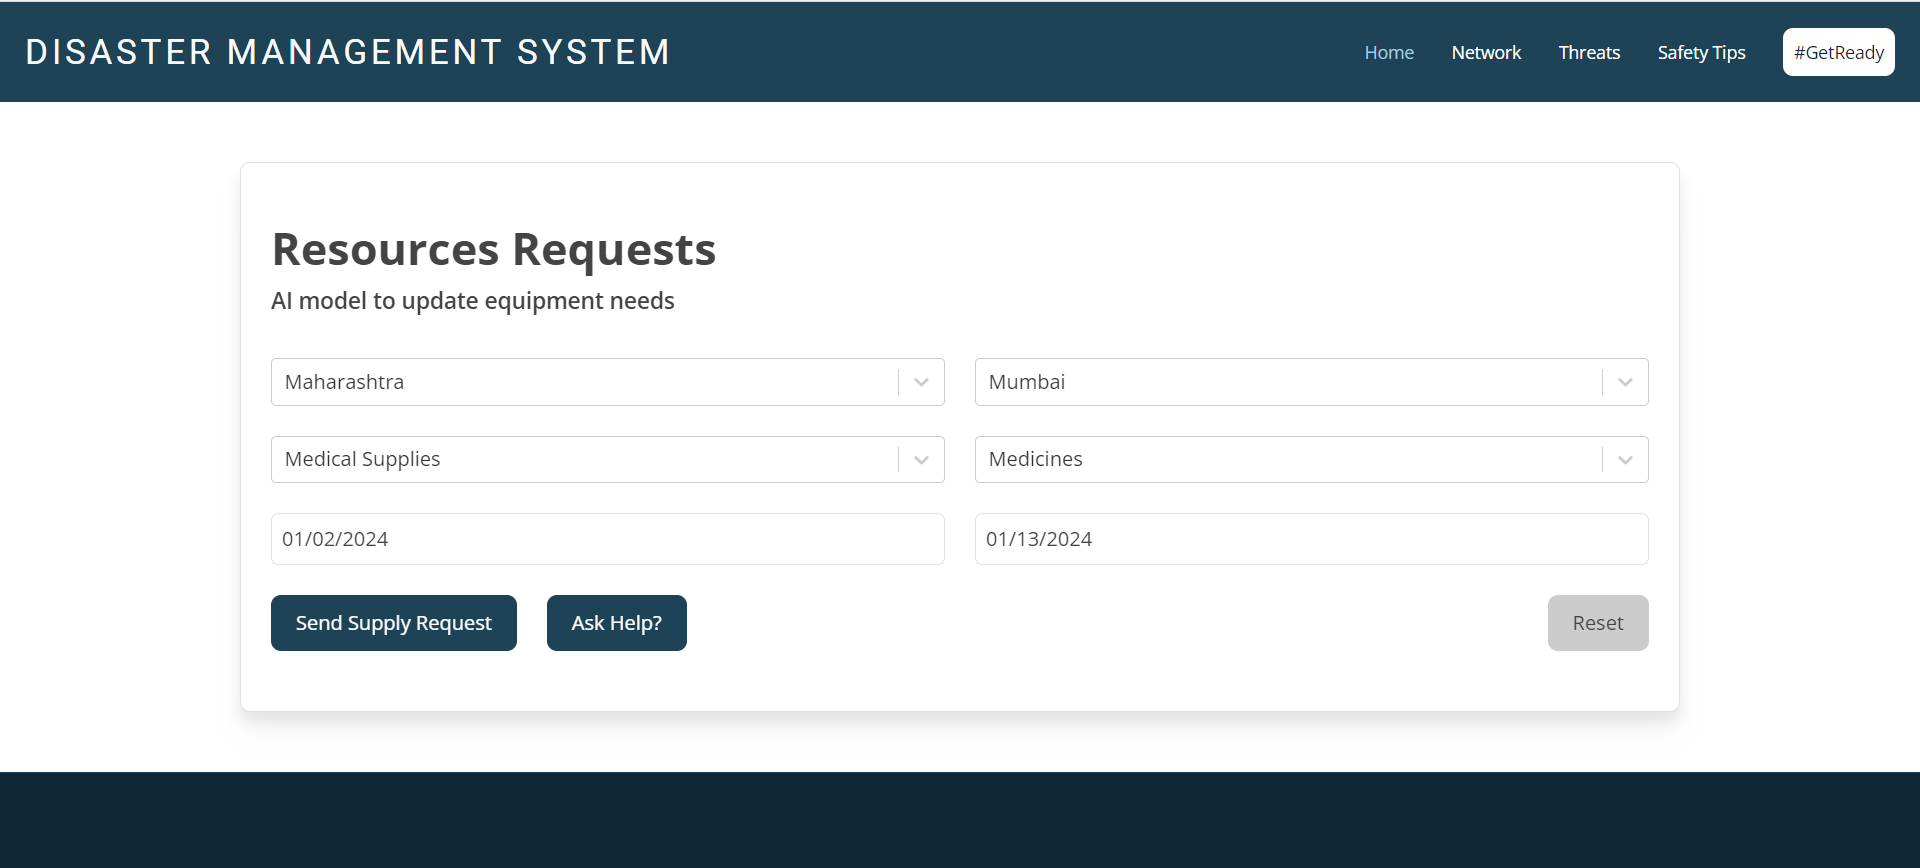 DISASTER MANAGEMENT SYSTEM
Home Network Threats Safety Tips #GetReady
Resources Requests
AI model to update equipment needs
Maharashtra Mumbai
Medical Supplies Medicines
01/02/2024 01/13/2024
Send Supply Request Ask Help? Reset